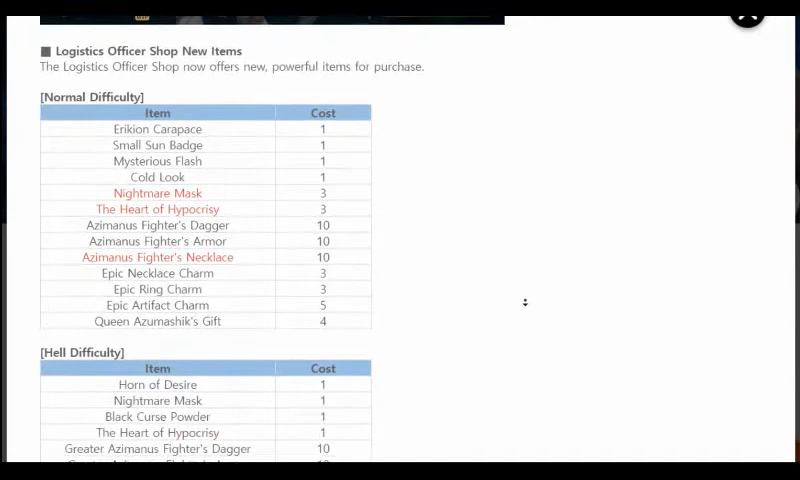 ■ Logistics Officer Shop New Items
The Logistics Officer Shop now offers new, powerful items for purchase.
[Normal Difficulty]
Item Cost
Erikion Carapace 1
Small Sun Badge 1
Mysterious Flash 1
Cold Look 1
Nightmare Mask 3
The Heart of Hypocrisy 3
Azimanus Fighter's Dagger 10
Azimanus Fighter's Armor 10
Azimanus Fighter's Necklace 10
Epic Necklace Charm 3
Epic Ring Charm 3
Epic Artifact Charm 5
Queen Azumashik's Gift 4
[Hell Difficulty]
Item Cost
Horn of Desire 1
Nightmare Mask 1
Black Curse Powder 1
The Heart of Hypocrisy 1
Greater Azimanus Fighter's Dagger 10